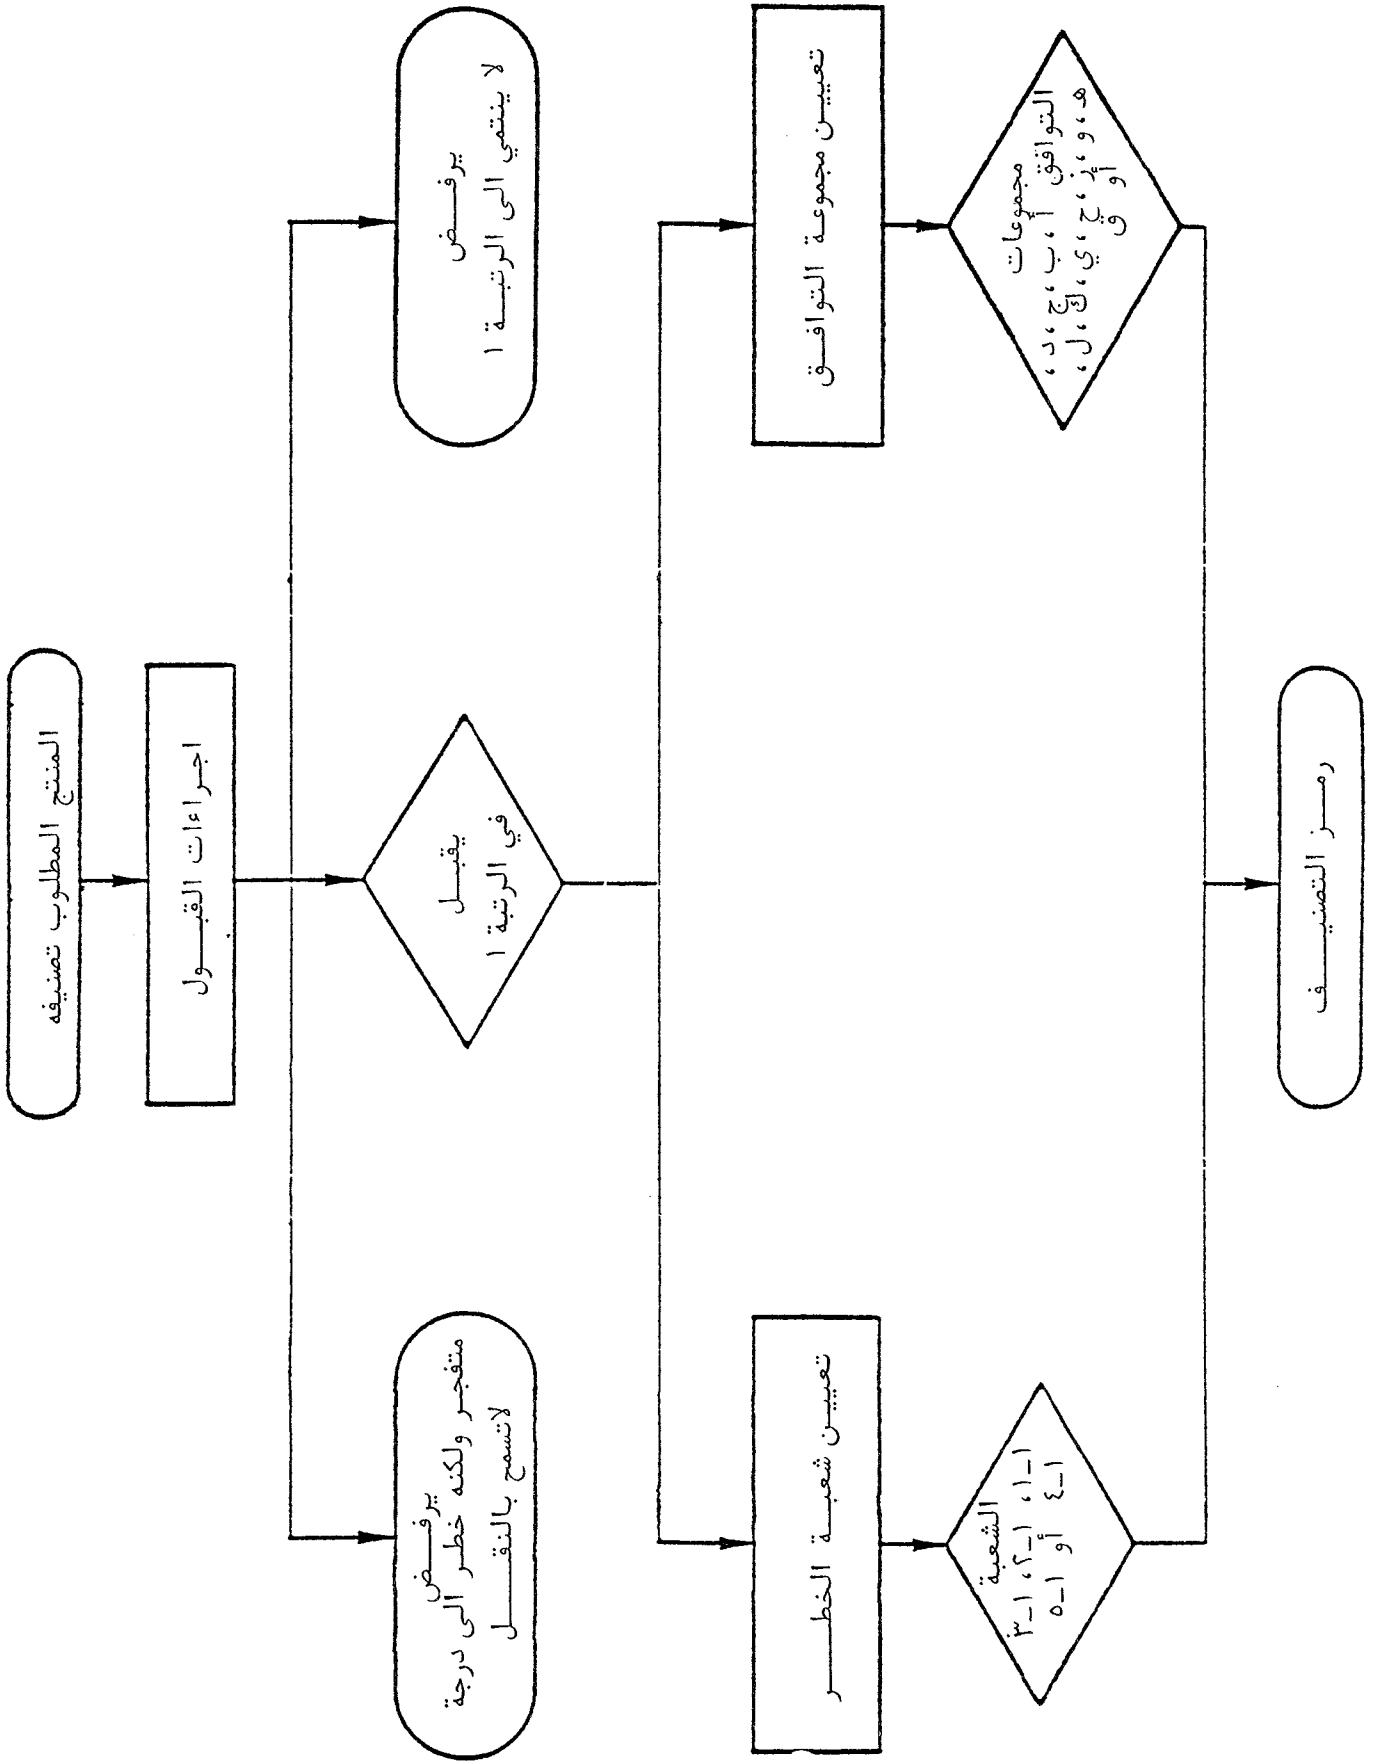 المنتج المطلوب تصنيفه
اجراءات القبول
يرفض
لا ينتمي الى الرتبة ١
يقبل
في الرتبة ١
يرفض
متفجر ولكنه خطر الى درجة
لاتسمح بالنقل
تعيين مجموعة التوافق
تعيين شعبة الخطر
مجموعات
التوافق أ، ب، ج، د،
هـ، و، ز، ح، ي، ك، ل،
أو ق
الشعبة
١-١، ١-٢، ١-٣
١-٤ أو ١-٥
رمز التصنيف